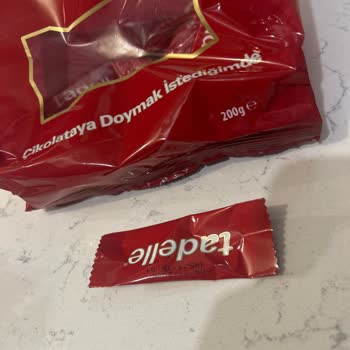 Çikolataya Doymak İstediğimde
200g ℮
tadelle